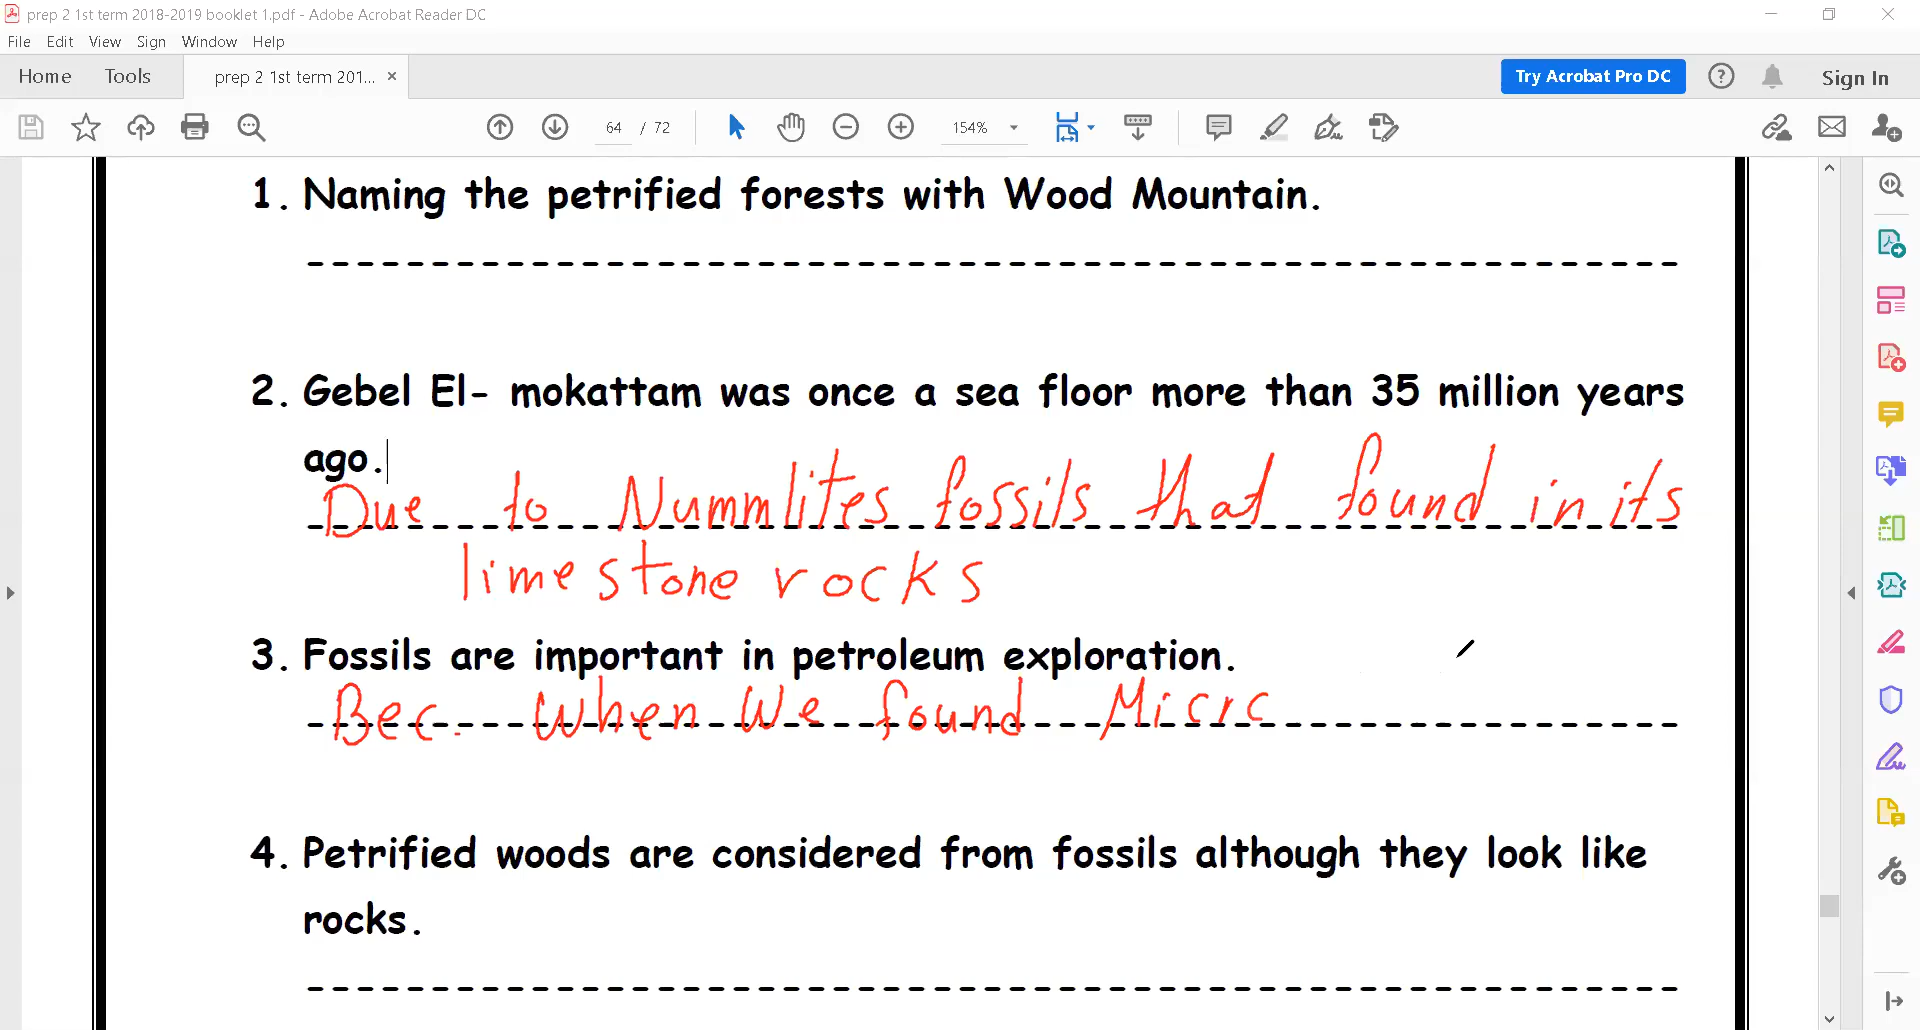 prep 2 1st term 2018-2019 booklet 1.pdf - Adobe Acrobat Reader DC
File Edit View Sign Window Help
Home Tools prep 2 1st term 201... × Try Acrobat Pro DC Sign In
64 / 72 154%
1. Naming the petrified forests with Wood Mountain.
2. Gebel El- mokattam was once a sea floor more than 35 million years
ago.
Due to Nummlites fossils that found in its
limestone rocks
3. Fossils are important in petroleum exploration.
Bec. When We found Micrc
4. Petrified woods are considered from fossils although they look like
rocks.